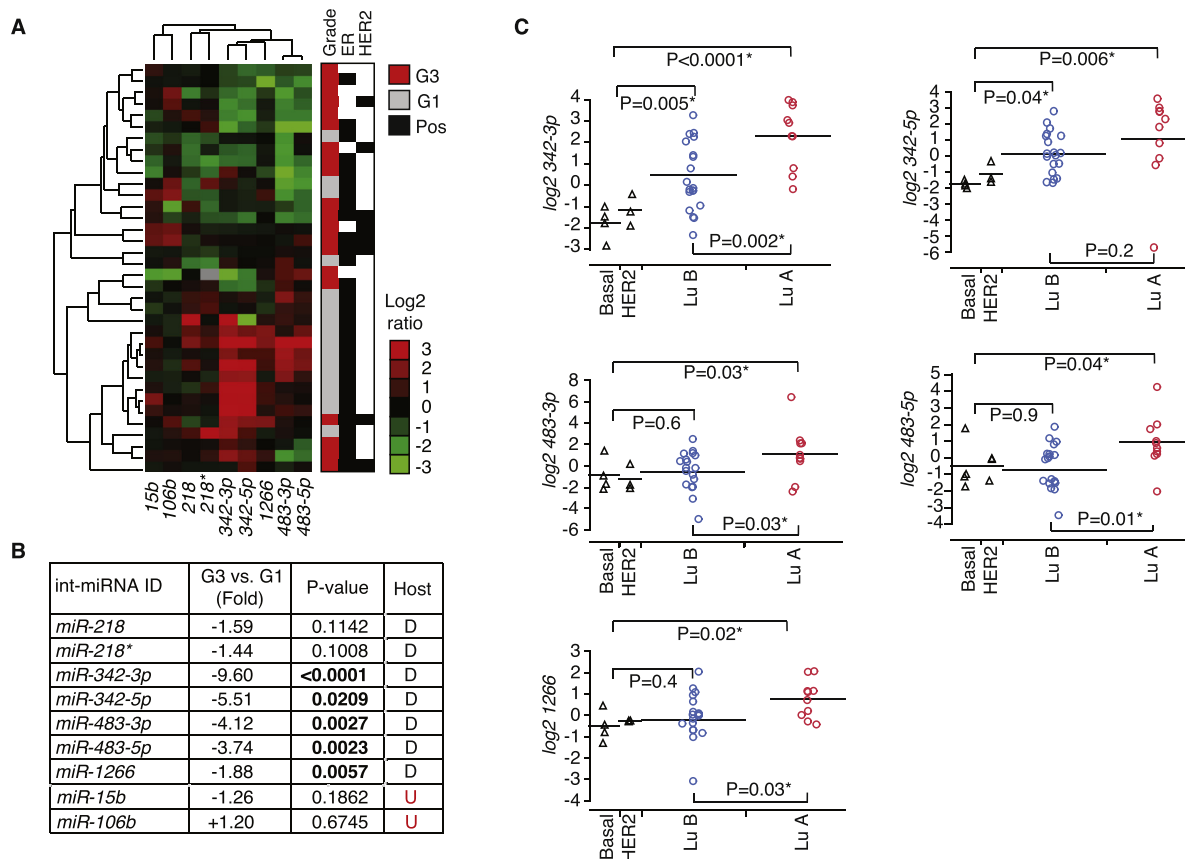 A
Grade
ER
HER2
G3
G1
Pos
Log2
ratio
3
2
1
0
-1
-2
-3
15b
106b
218
218*
342-3p
342-5p
1266
483-3p
483-5p
B
int-miRNA ID G3 vs. G1 (Fold) P-value Host
miR-218 -1.59 0.1142 D
miR-218* -1.44 0.1008 D
miR-342-3p -9.60 <0.0001 D
miR-342-5p -5.51 0.0209 D
miR-483-3p -4.12 0.0027 D
miR-483-5p -3.74 0.0023 D
miR-1266 -1.88 0.0057 D
miR-15b -1.26 0.1862 U
miR-106b +1.20 0.6745 U
C
P<0.0001*
P=0.005*
log2 342-3p
4
3
2
1
0
-1
-2
-3
P=0.002*
Basal
HER2
Lu B
Lu A
P=0.006*
P=0.04*
log2 342-5p
4
3
2
1
0
-1
-2
-3
-4
-5
-6
P=0.2
Basal
HER2
Lu B
Lu A
P=0.03*
P=0.6
log2 483-3p
8
6
4
2
0
-2
-4
-6
P=0.03*
Basal
HER2
Lu B
Lu A
P=0.04*
P=0.9
log2 483-5p
5
4
3
2
1
0
-1
-2
-3
-4
P=0.01*
Basal
HER2
Lu B
Lu A
P=0.02*
P=0.4
log2 1266
3
2
1
0
-1
-2
-3
-4
P=0.03*
Basal
HER2
Lu B
Lu A